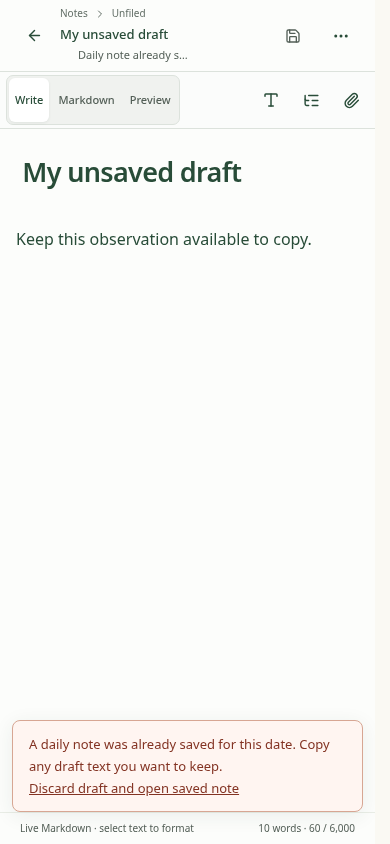 Notes > Unfiled
My unsaved draft
Daily note already s...
Write Markdown Preview
My unsaved draft
Keep this observation available to copy.
A daily note was already saved for this date. Copy
any draft text you want to keep.
Discard draft and open saved note
Live Markdown · select text to format 10 words · 60 / 6,000